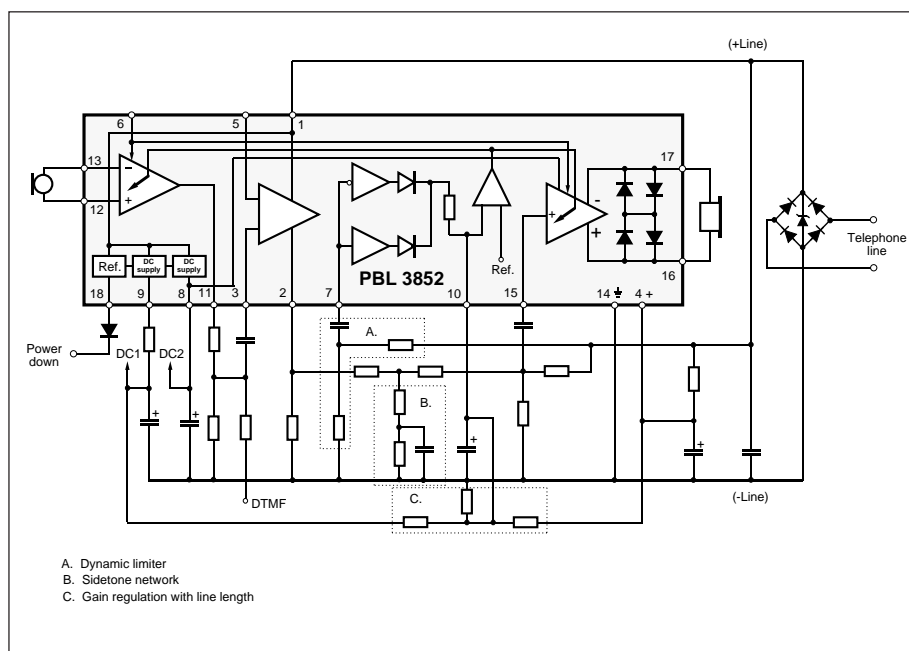 (+Line)
6
5
1
13
12
−
+
17
16
+
-
+
Ref.
DC supply
DC supply
Ref.
PBL 3852
Telephone line
18
9
8
11
3
2
7
10
15
14
4 +
Power down
DC1
DC2
A.
B.
+
+
+
+
DTMF
(-Line)
C.
A. Dynamic limiter
B. Sidetone network
C. Gain regulation with line length